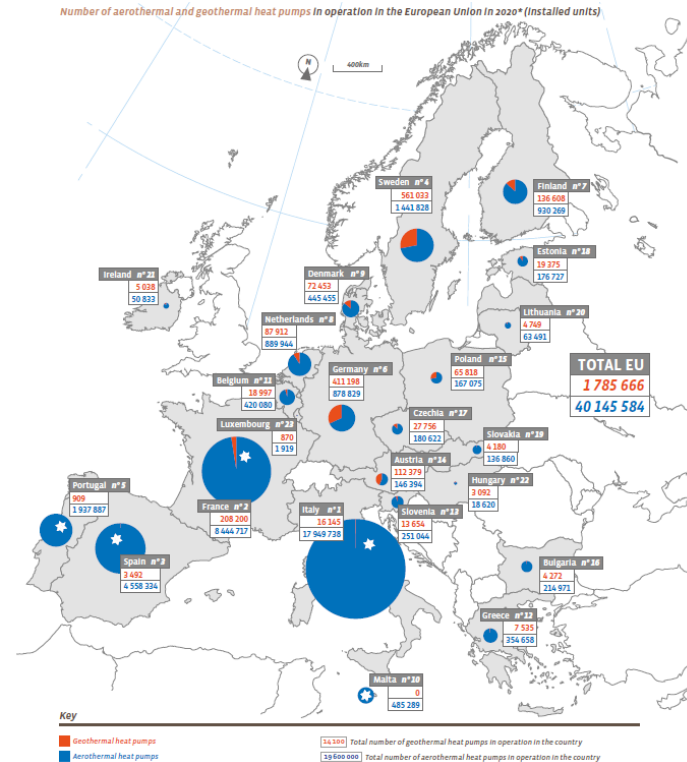 Number of aerothermal and geothermal heat pumps in operation in the European Union in 2020* (installed units)
N
400km
Sweden n°4
561 033
1 441 828
Finland n°7
136 608
930 269
Estonia n°18
19 375
176 727
Ireland n°21
5 038
50 833
Denmark n°9
72 453
445 455
Lithuania n°20
4 749
63 491
Netherlands n°8
87 912
889 944
Poland n°15
65 818
167 075
TOTAL EU
1 785 666
40 145 584
Germany n°6
411 198
878 829
Belgium n°11
18 997
420 080
Czechia n°17
27 756
180 622
Luxembourg n°23
870
1 919
Slovakia n°19
4 180
136 860
Austria n°14
112 379
146 394
Hungary n°22
3 092
18 620
Portugal n°5
909
1 937 887
France n°2
208 200
8 444 717
Italy n°1
16 145
17 949 738
Slovenia n°13
13 654
251 044
Spain n°3
3 492
4 558 334
Bulgaria n°16
4 272
214 971
Greece n°12
7 535
354 658
Malta n°10
0
485 289
Key
Geothermal heat pumps
14 100 Total number of geothermal heat pumps in operation in the country
Aerothermal heat pumps
19 600 000 Total number of aerothermal heat pumps in operation in the country